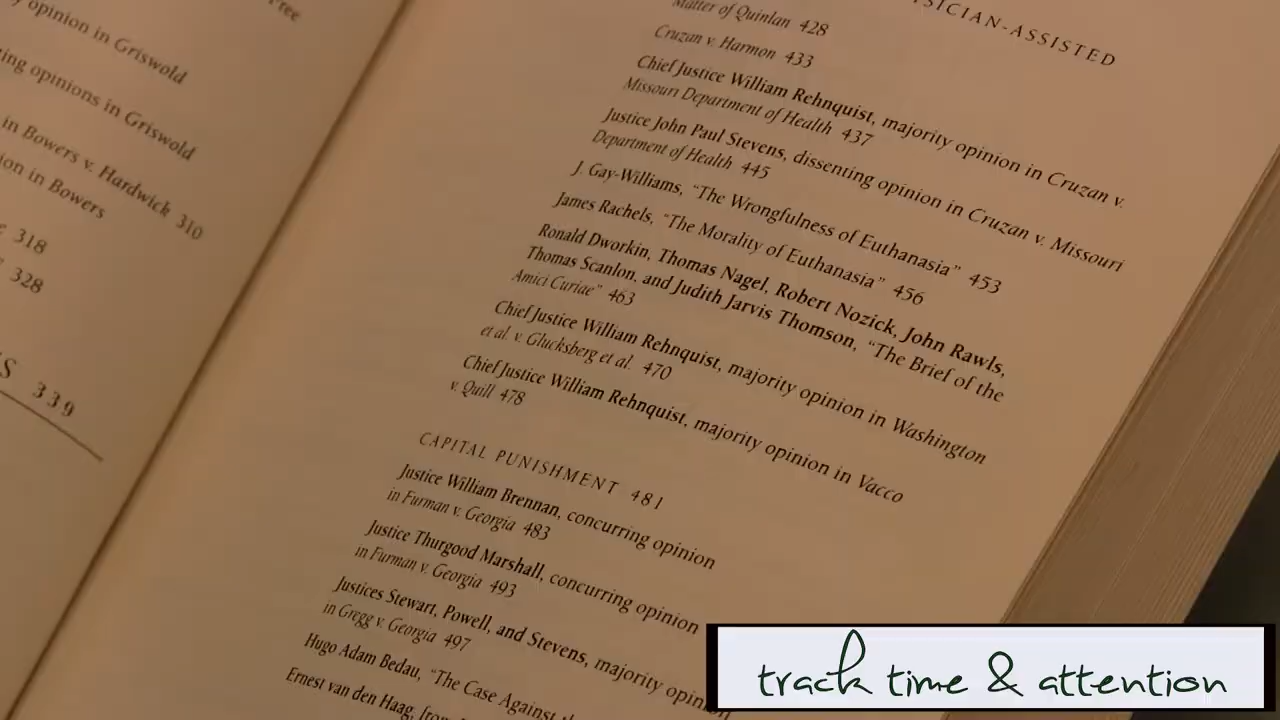 opinion in Griswold
opinions in Griswold
in Bowers v. Hardwick 310
in Bowers
318
328
S 339
PHYSICIAN-ASSISTED
Matter of Quinlan 428
Cruzan v. Harmon 433
Chief Justice William Rehnquist, majority opinion in Cruzan v.
Missouri Department of Health 437
Justice John Paul Stevens, dissenting opinion in Cruzan v. Missouri
Department of Health 445
J. Gay-Williams, “The Wrongfulness of Euthanasia” 453
James Rachels, “The Morality of Euthanasia” 456
Ronald Dworkin, Thomas Nagel, Robert Nozick, John Rawls,
Thomas Scanlon, and Judith Jarvis Thomson, “The Brief of the
Amici Curiae” 463
Chief Justice William Rehnquist, majority opinion in Washington
et al. v. Glucksberg et al. 470
Chief Justice William Rehnquist, majority opinion in Vacco
v. Quill 478
CAPITAL PUNISHMENT 481
Justice William Brennan, concurring opinion
in Furman v. Georgia 483
Justice Thurgood Marshall, concurring opinion
in Furman v. Georgia 493
Justices Stewart, Powell, and Stevens, majority opinion
in Gregg v. Georgia 497
Hugo Adam Bedau, “The Case Against
Ernest van den Haag, from
track time & attention